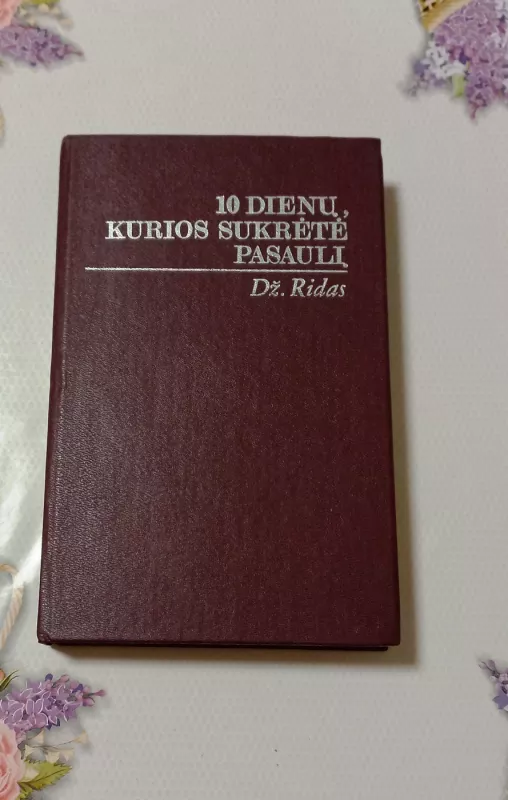 10 DIENŲ,
KURIOS SUKRĖTĖ
PASAULĮ
Dž. Ridas